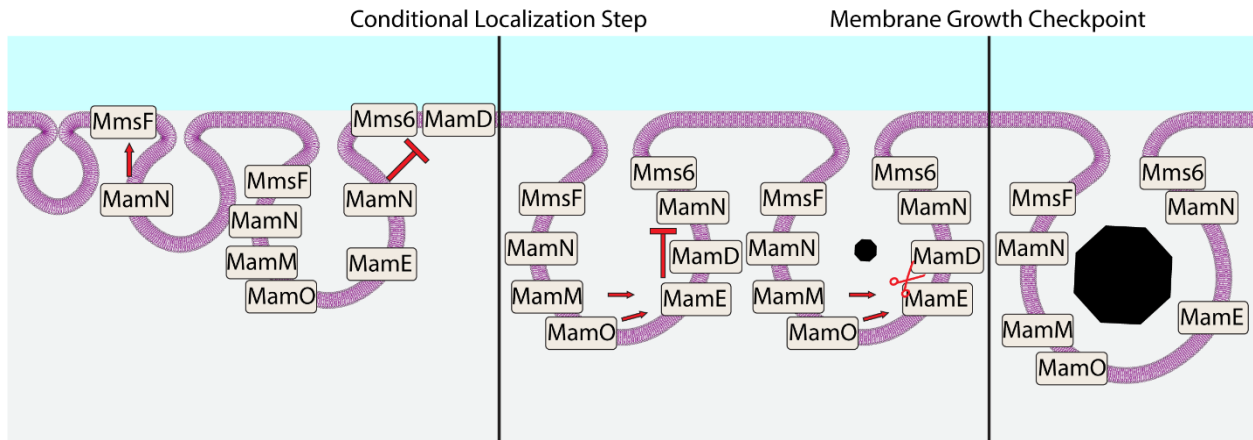 Conditional Localization Step
Membrane Growth Checkpoint
MmsF
MamN
MmsF
MamN
MamM
MamO
Mms6
MamD
MamN
MamE
MmsF
MamN
MamM
MamO
Mms6
MamN
MamD
MamE
MmsF
MamN
MamM
MamO
Mms6
MamN
MamD
MamE
MmsF
MamN
MamM
MamO
Mms6
MamN
MamE